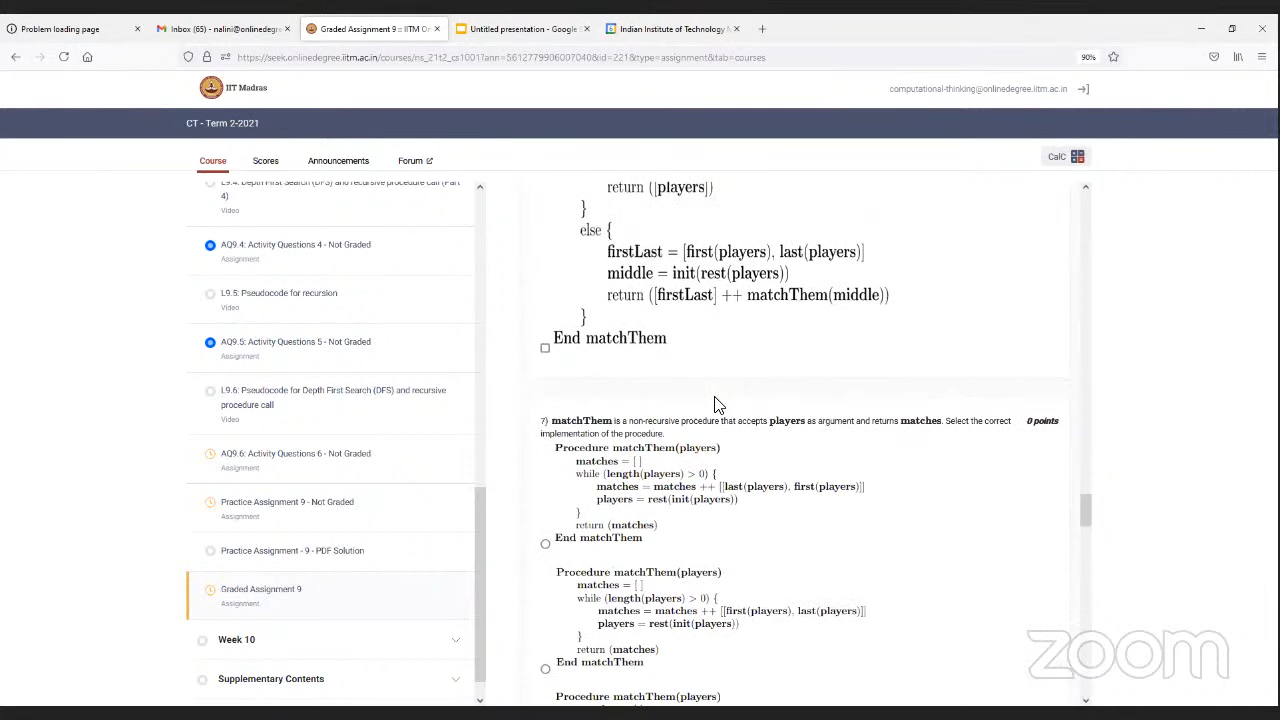 Problem loading page
Inbox (65) - nalini@onlinedegre
Graded Assignment 9 :: IITM On
Untitled presentation - Google
Indian Institute of Technology M
https://seek.onlinedegree.iitm.ac.in/courses/ns_21t2_cs1001?ann=5612779906007040&id=221&type=assignment&tab=courses
90%
IIT Madras
computational-thinking@onlinedegree.iitm.ac.in
CT - Term 2-2021
Course
Scores
Announcements
Forum
CalC
L9.4: Depth First Search (DFS) and recursive procedure call (Part
4)
Video
AQ9.4: Activity Questions 4 - Not Graded
Assignment
L9.5: Pseudocode for recursion
Video
AQ9.5: Activity Questions 5 - Not Graded
Assignment
L9.6: Pseudocode for Depth First Search (DFS) and recursive
procedure call
Video
AQ9.6: Activity Questions 6 - Not Graded
Assignment
Practice Assignment 9 - Not Graded
Assignment
Practice Assignment - 9 - PDF Solution
Graded Assignment 9
Assignment
Week 10
Supplementary Contents
return ([players])
}
else {
firstLast = [first(players), last(players)]
middle = init(rest(players))
return ([firstLast] ++ matchThem(middle))
}
End matchThem
7) matchThem is a non-recursive procedure that accepts players as argument and returns matches. Select the correct
implementation of the procedure.
0 points
Procedure matchThem(players)
matches = [ ]
while (length(players) > 0) {
matches = matches ++ [[last(players), first(players)]]
players = rest(init(players))
}
return (matches)
End matchThem
Procedure matchThem(players)
matches = [ ]
while (length(players) > 0) {
matches = matches ++ [[first(players), last(players)]]
players = rest(init(players))
}
return (matches)
End matchThem
Procedure matchThem(players)
zoom